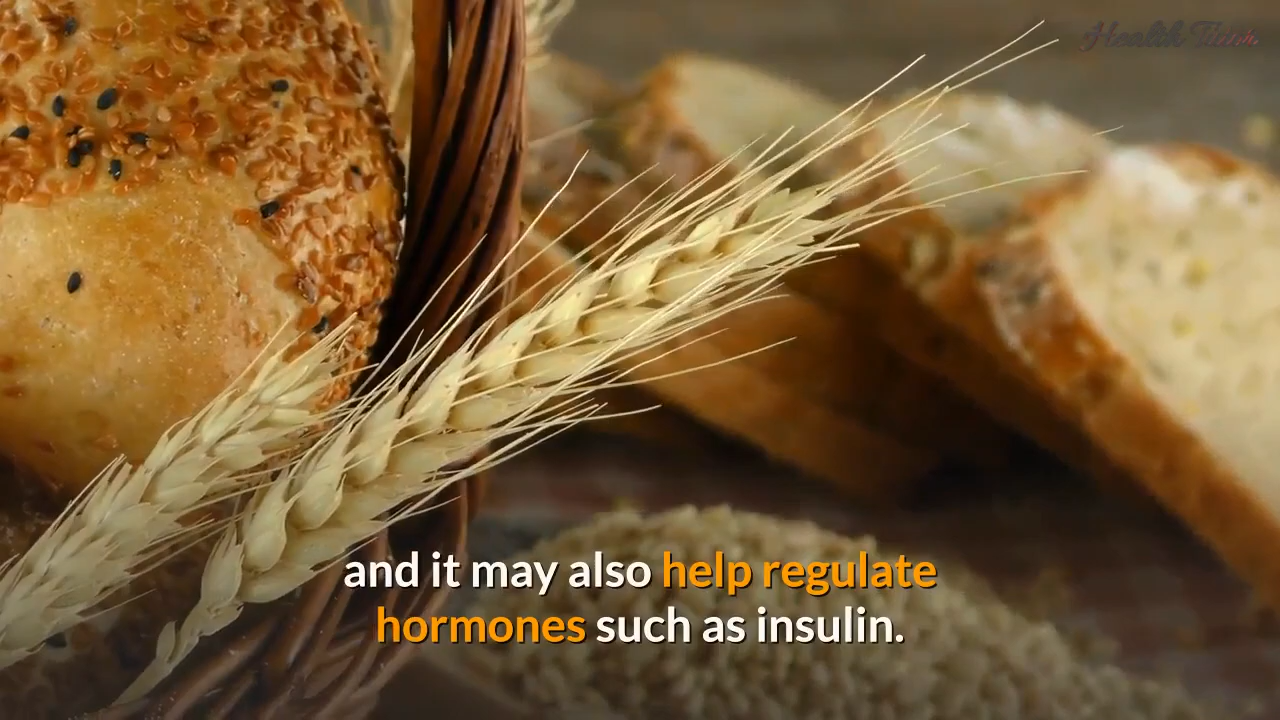 and it may also help regulate
hormones such as insulin.